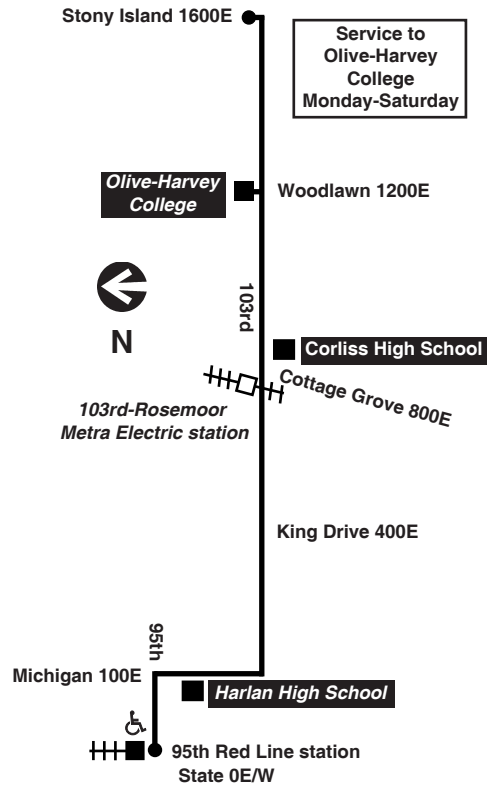 Stony Island 1600E
Service to
Olive-Harvey
College
Monday-Saturday
Olive-Harvey
College
Woodlawn 1200E
N
103rd
Corliss High School
Cottage Grove 800E
103rd-Rosemoor
Metra Electric station
King Drive 400E
95th
Michigan 100E
Harlan High School
95th Red Line station
State 0E/W